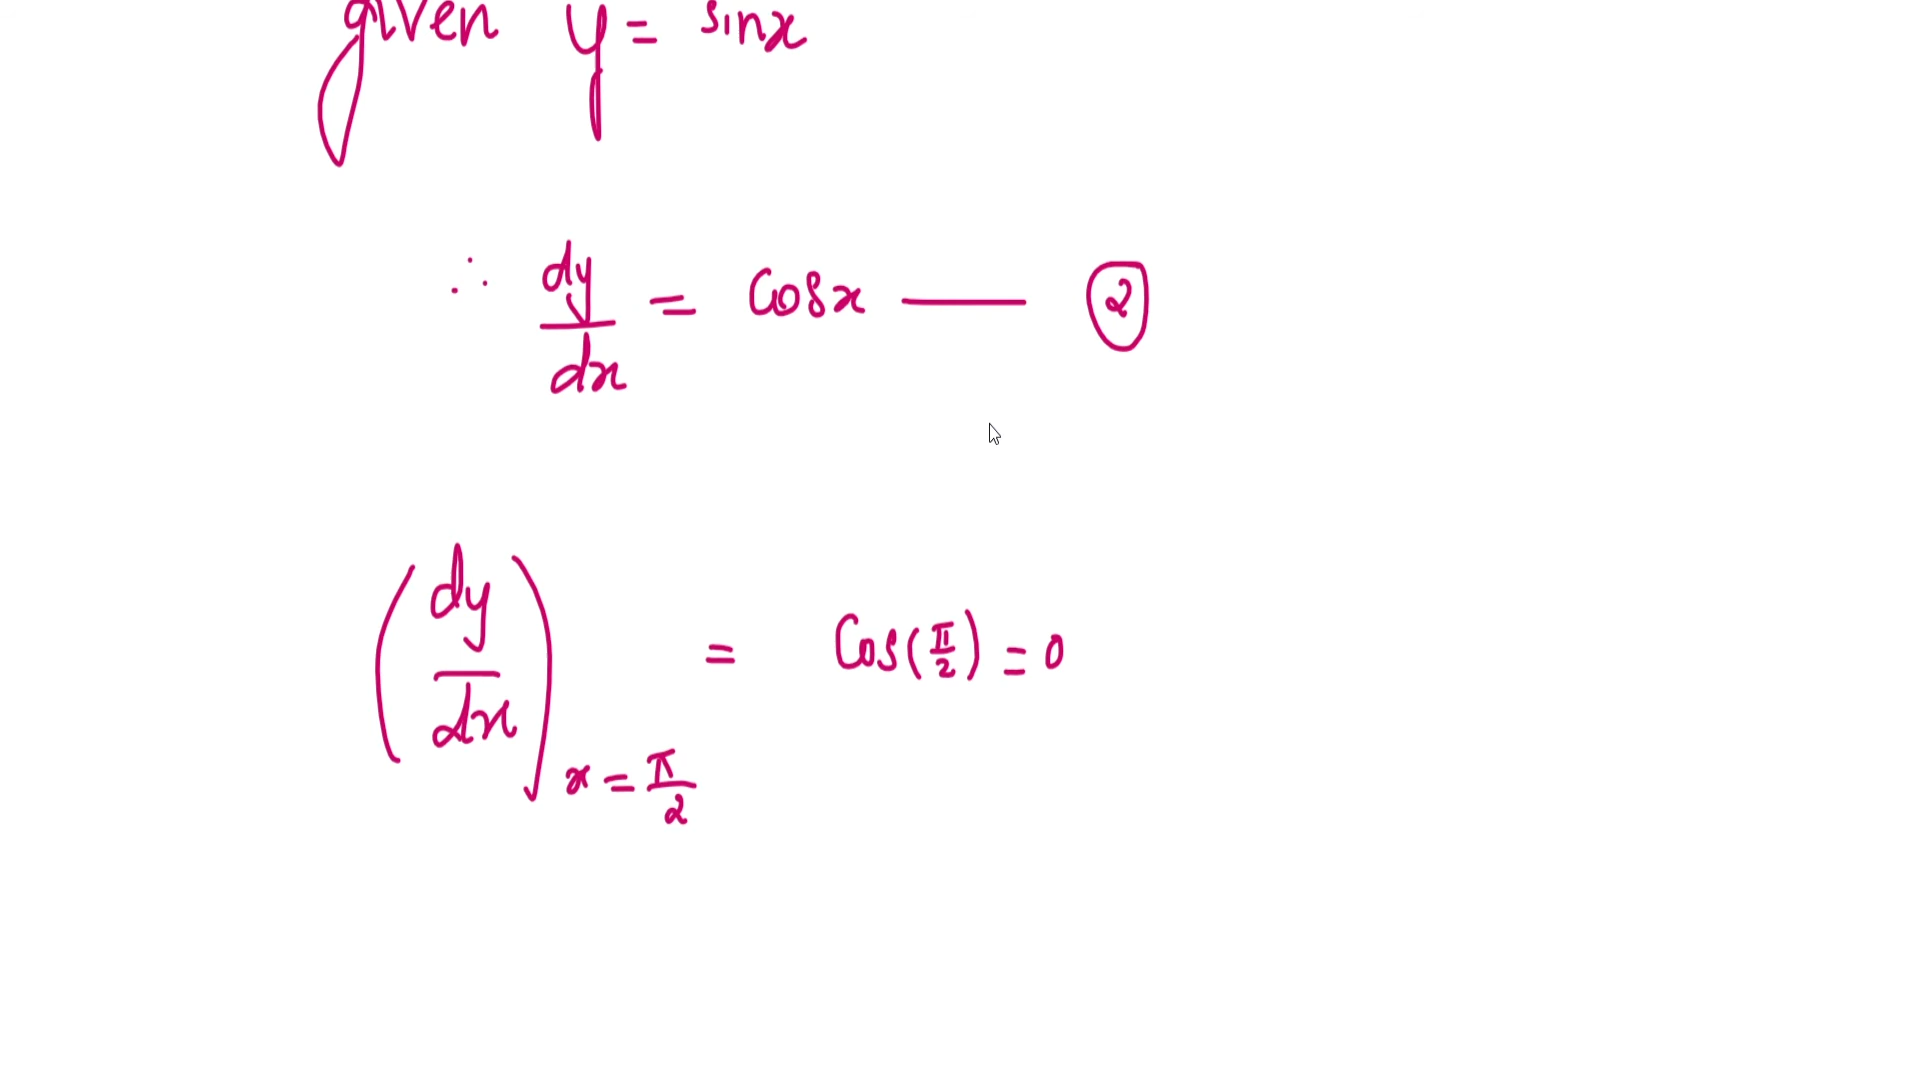 given y = sinx
∴ dy/dx = Cosx —— ②
(dy/dx)x=π/2 = Cos(π/2) = 0